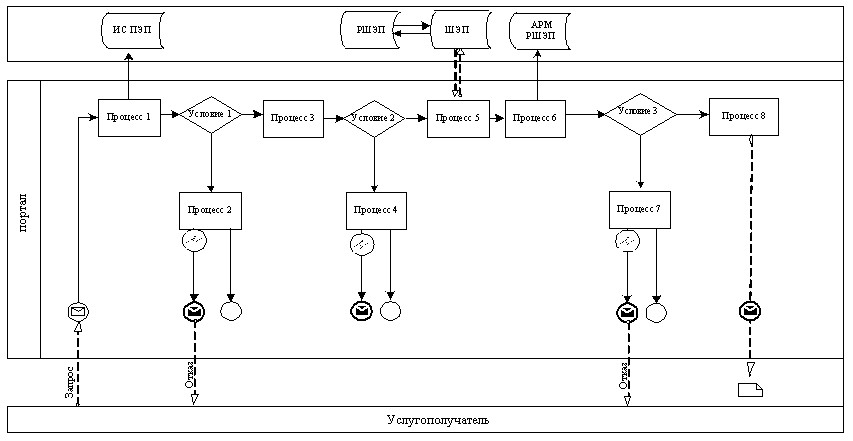 ИС ПЭП
РШЭП
ШЭП
АРМ
РШЭП
Процесс 1
Условие 1
Процесс 3
Условие 2
Процесс 5
Процесс 6
Условие 3
Процесс 8
Процесс 2
Процесс 4
Процесс 7
портал
Запрос
Отказ
Отказ
Услугополучатель